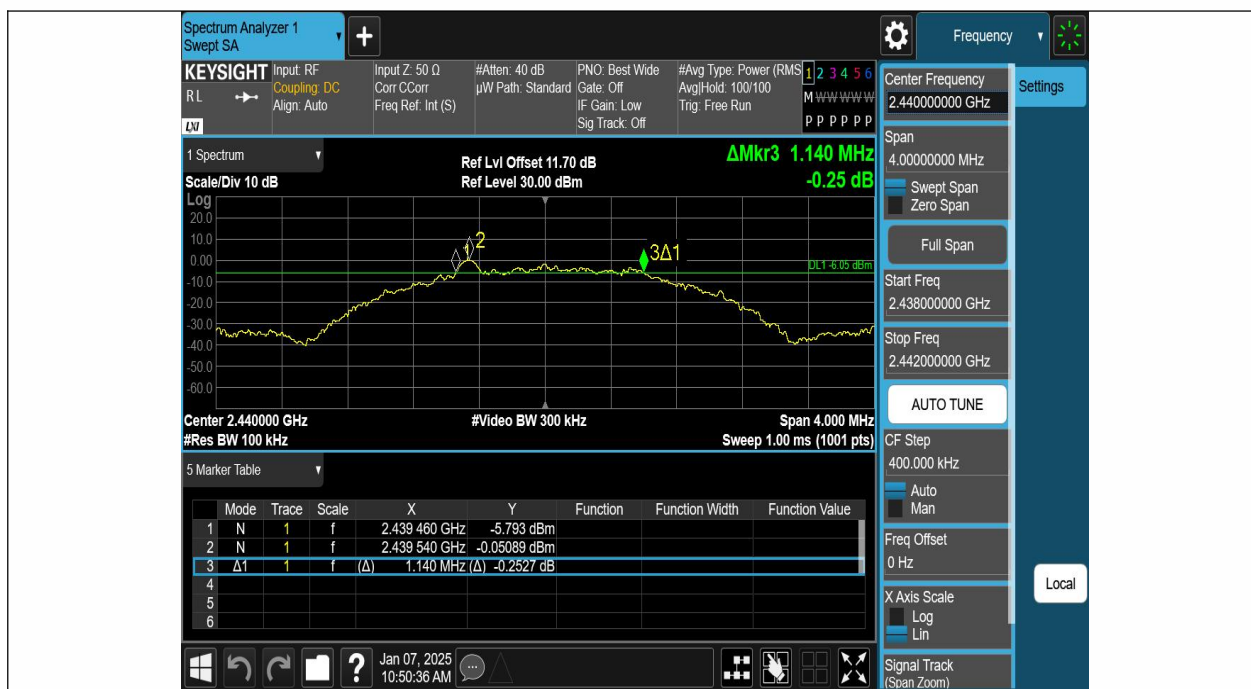 Spectrum Analyzer 1
Swept SA
+
Frequency
KEYSIGHT
RL
LXI
Input: RF
Coupling: DC
Align: Auto
Input Z: 50 Ω
Corr CCorr
Freq Ref: Int (S)
#Atten: 40 dB
µW Path: Standard
PNO: Best Wide
Gate: Off
IF Gain: Low
Sig Track: Off
#Avg Type: Power (RMS
Avg|Hold: 100/100
Trig: Free Run
1 2 3 4 5 6
M W W W W W
P P P P P P
1 Spectrum
Scale/Div 10 dB
Ref Lvl Offset 11.70 dB
Ref Level 30.00 dBm
ΔMkr3 1.140 MHz
-0.25 dB
Log
20.0
10.0
0.00
-10.0
-20.0
-30.0
-40.0
-50.0
-60.0
1
2
3Δ1
DL1 -6.05 dBm
Center 2.440000 GHz
#Video BW 300 kHz
Span 4.000 MHz
#Res BW 100 kHz
Sweep 1.00 ms (1001 pts)
5 Marker Table
Mode Trace Scale X Y Function Function Width Function Value
1 N 1 f 2.439 460 GHz -5.793 dBm
2 N 1 f 2.439 540 GHz -0.05089 dBm
3 Δ1 1 f (Δ) 1.140 MHz (Δ) -0.2527 dB
4
5
6
Center Frequency
2.440000000 GHz
Settings
Span
4.00000000 MHz
Swept Span
Zero Span
Full Span
Start Freq
2.438000000 GHz
Stop Freq
2.442000000 GHz
AUTO TUNE
CF Step
400.000 kHz
Auto
Man
Freq Offset
0 Hz
X Axis Scale
Log
Lin
Local
Signal Track
(Span Zoom)
?
Jan 07, 2025
10:50:36 AM